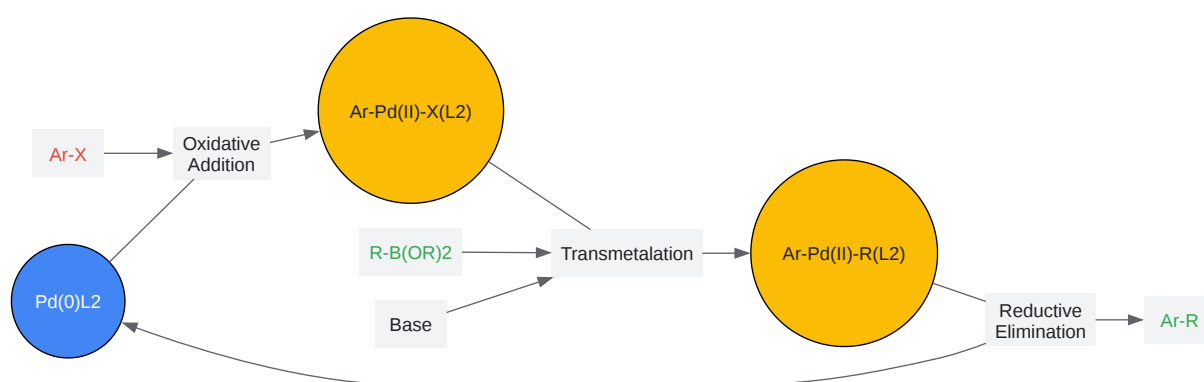 Ar-Pd(II)-X(L2)
Oxidative
Addition
Ar-X
R-B(OR)2
Transmetalation
Ar-Pd(II)-R(L2)
Pd(0)L2
Base
Reductive
Elimination
Ar-R